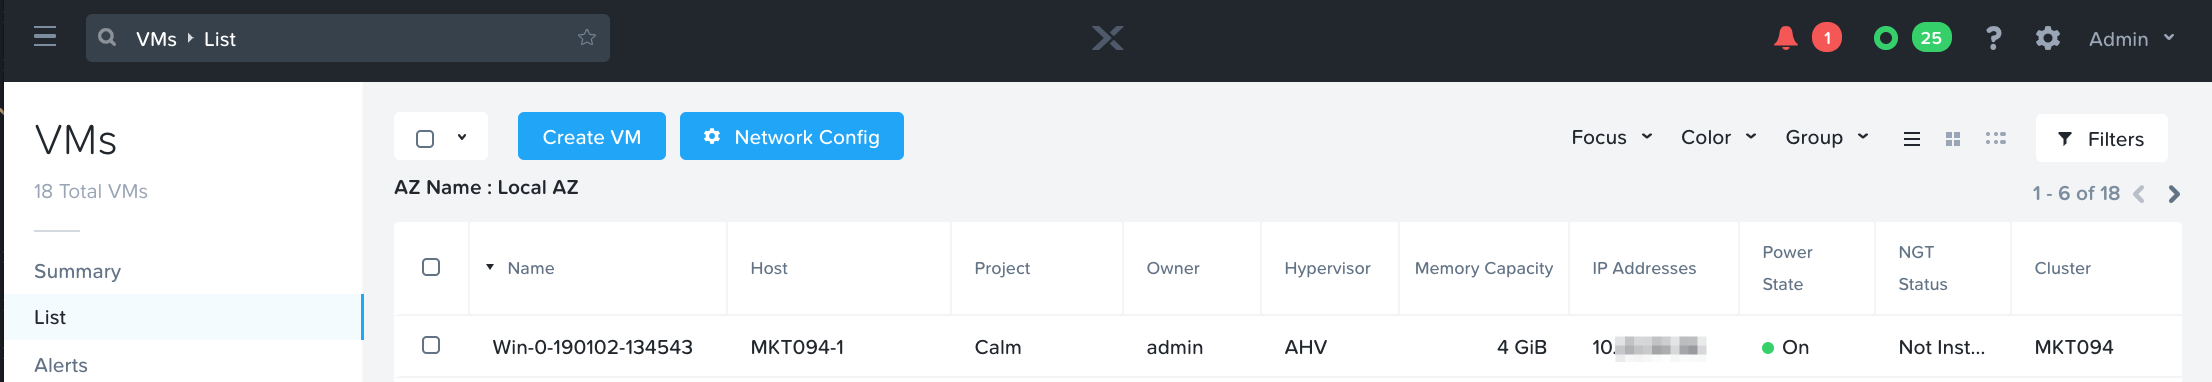 VMs ▸ List
1
25
?
Admin
VMs
18 Total VMs
Summary
List
Alerts
Create VM
Network Config
Focus
Color
Group
Filters
AZ Name : Local AZ
1 - 6 of 18
Name Host Project Owner Hypervisor Memory Capacity IP Addresses Power State NGT Status Cluster
Win-0-190102-134543 MKT094-1 Calm admin AHV 4 GiB 10. On Not Inst... MKT094